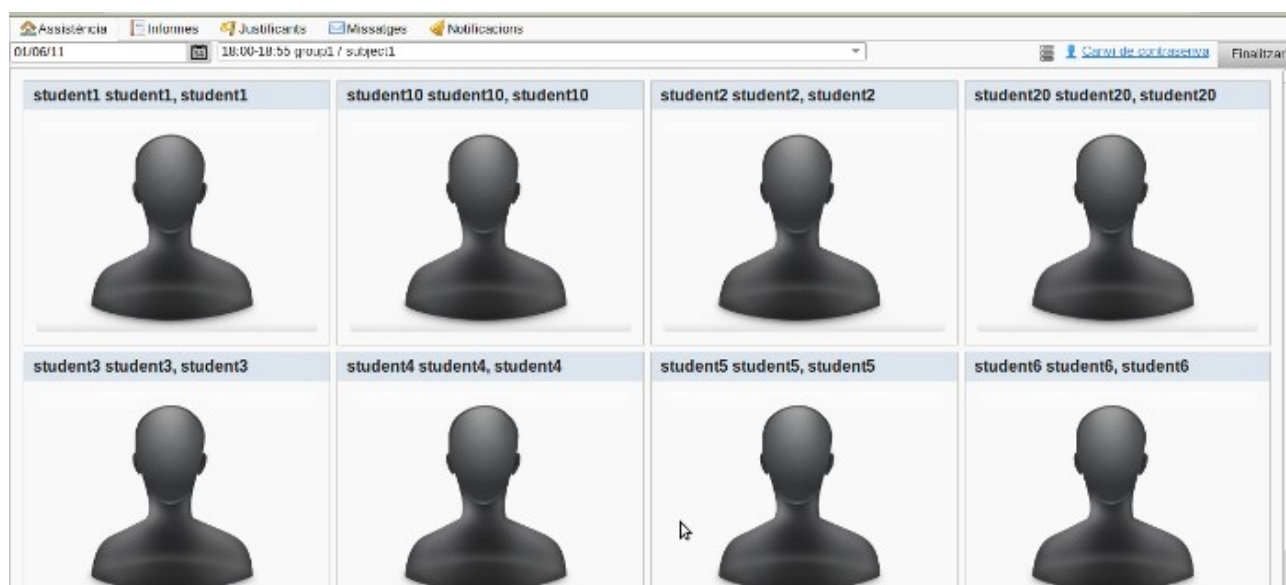 Assistència Informes Justificants Missatges Notificacions
01/06/11 18:00-18:55 group1 / subject1 Canvi de contrasenya Finalitzar
student1 student1, student1 student10 student10, student10 student2 student2, student2 student20 student20, student20
student3 student3, student3 student4 student4, student4 student5 student5, student5 student6 student6, student6